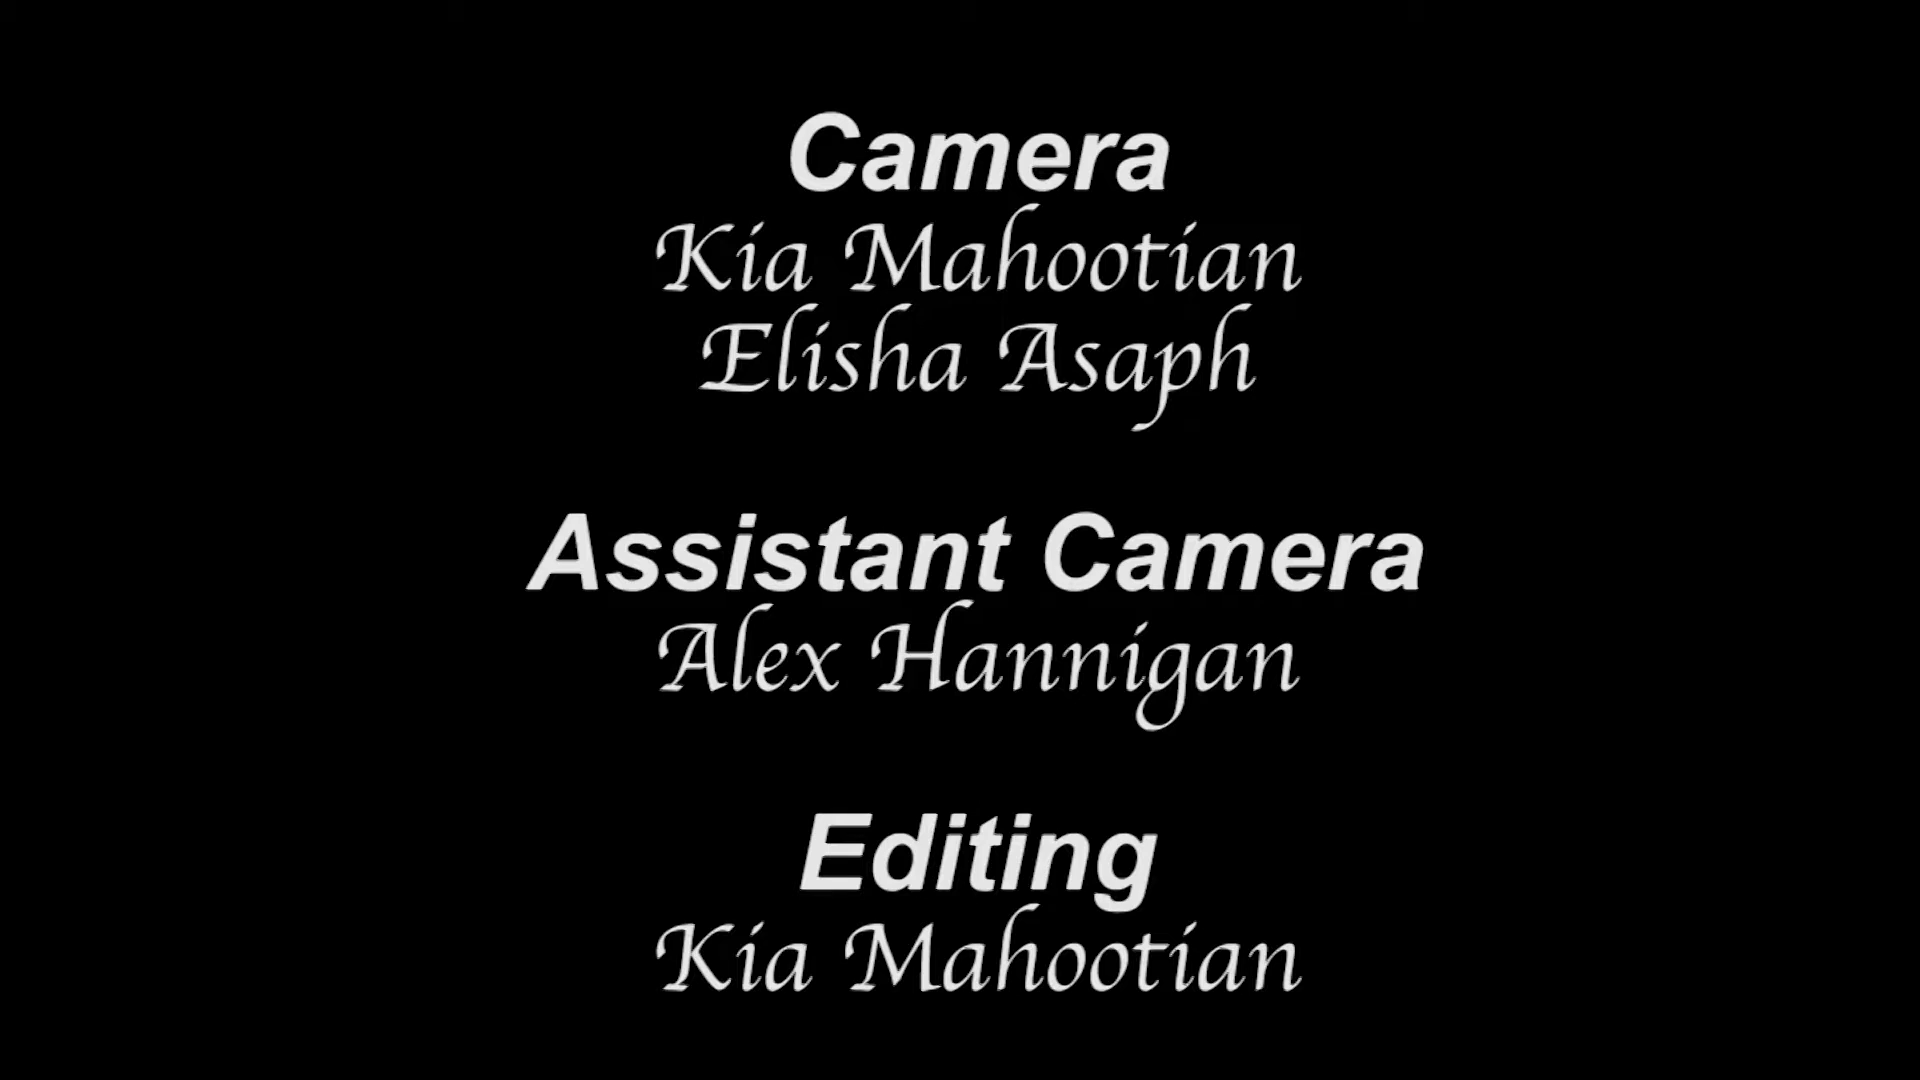 Camera
Kia Mahootian
Elisha Asaph
Assistant Camera
Alex Hannigan
Editing
Kia Mahootian